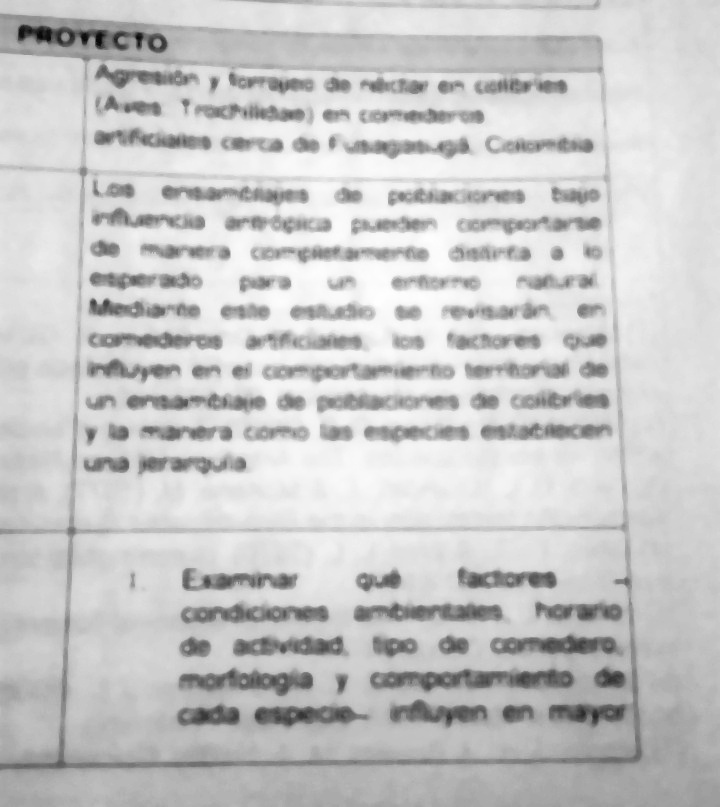 PROYECTO
Agresión y forrajeo de néctar en colibríes
(Aves: Trochilidae) en comederos
artificiales cerca de Fusagasugá, Colombia
Los ensamblajes de poblaciones bajo
influencia antrópica pueden comportarse
de manera completamente distinta a lo
esperado para un entorno natural.
Mediante este estudio se revisarán, en
comederos artificiales, los factores que
influyen en el comportamiento territorial de
un ensamblaje de poblaciones de colibríes
y la manera como las especies establecen
una jerarquía.
1. Examinar qué factores –
condiciones ambientales, horario
de actividad, tipo de comedero,
morfología y comportamiento de
cada especie– influyen en mayor